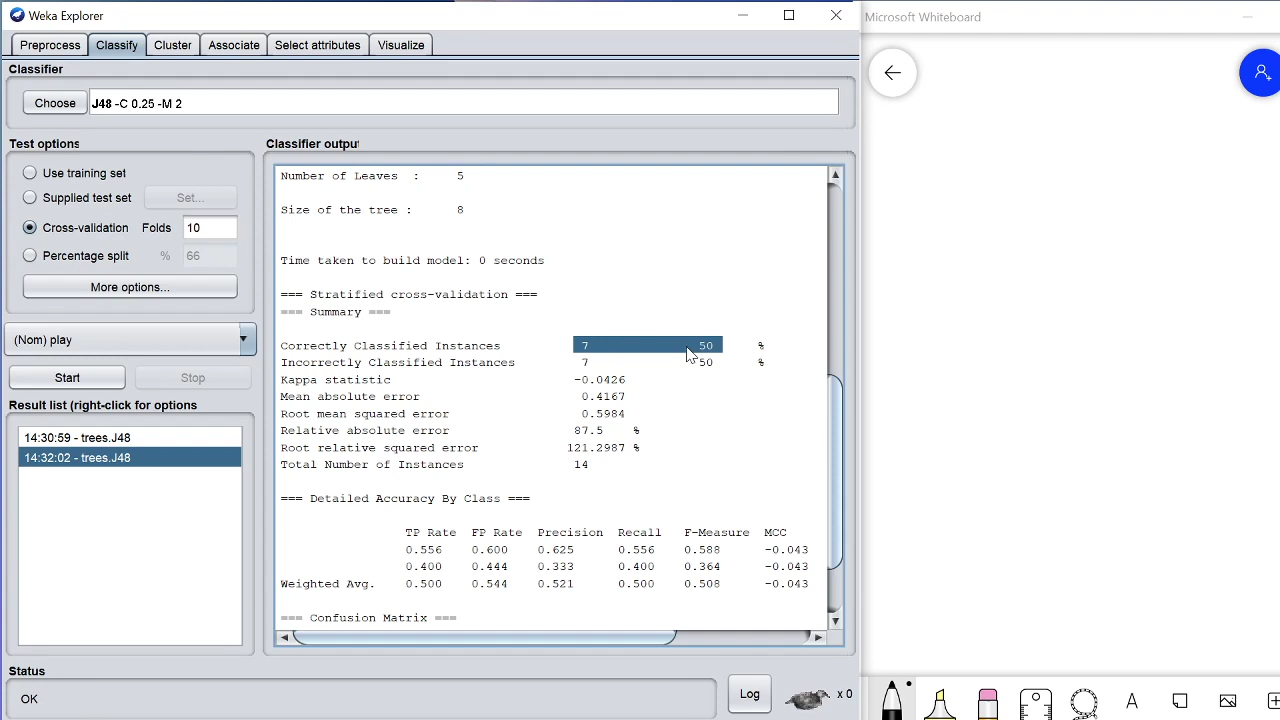 Weka Explorer
Microsoft Whiteboard
Preprocess Classify Cluster Associate Select attributes Visualize
Classifier
Choose J48 -C 0.25 -M 2
Test options
Use training set
Supplied test set Set...
Cross-validation Folds 10
Percentage split % 66
More options...
(Nom) play
Start Stop
Result list (right-click for options
14:30:59 - trees.J48
14:32:02 - trees.J48
Classifier output
Number of Leaves : 5
Size of the tree : 8
Time taken to build model: 0 seconds
=== Stratified cross-validation ===
=== Summary ===
Correctly Classified Instances 7 50 %
Incorrectly Classified Instances 7 50 %
Kappa statistic -0.0426
Mean absolute error 0.4167
Root mean squared error 0.5984
Relative absolute error 87.5 %
Root relative squared error 121.2987 %
Total Number of Instances 14
=== Detailed Accuracy By Class ===
TP Rate FP Rate Precision Recall F-Measure MCC
0.556 0.600 0.625 0.556 0.588 -0.043
0.400 0.444 0.333 0.400 0.364 -0.043
Weighted Avg. 0.500 0.544 0.521 0.500 0.508 -0.043
=== Confusion Matrix ===
Status
OK
Log
x 0
A